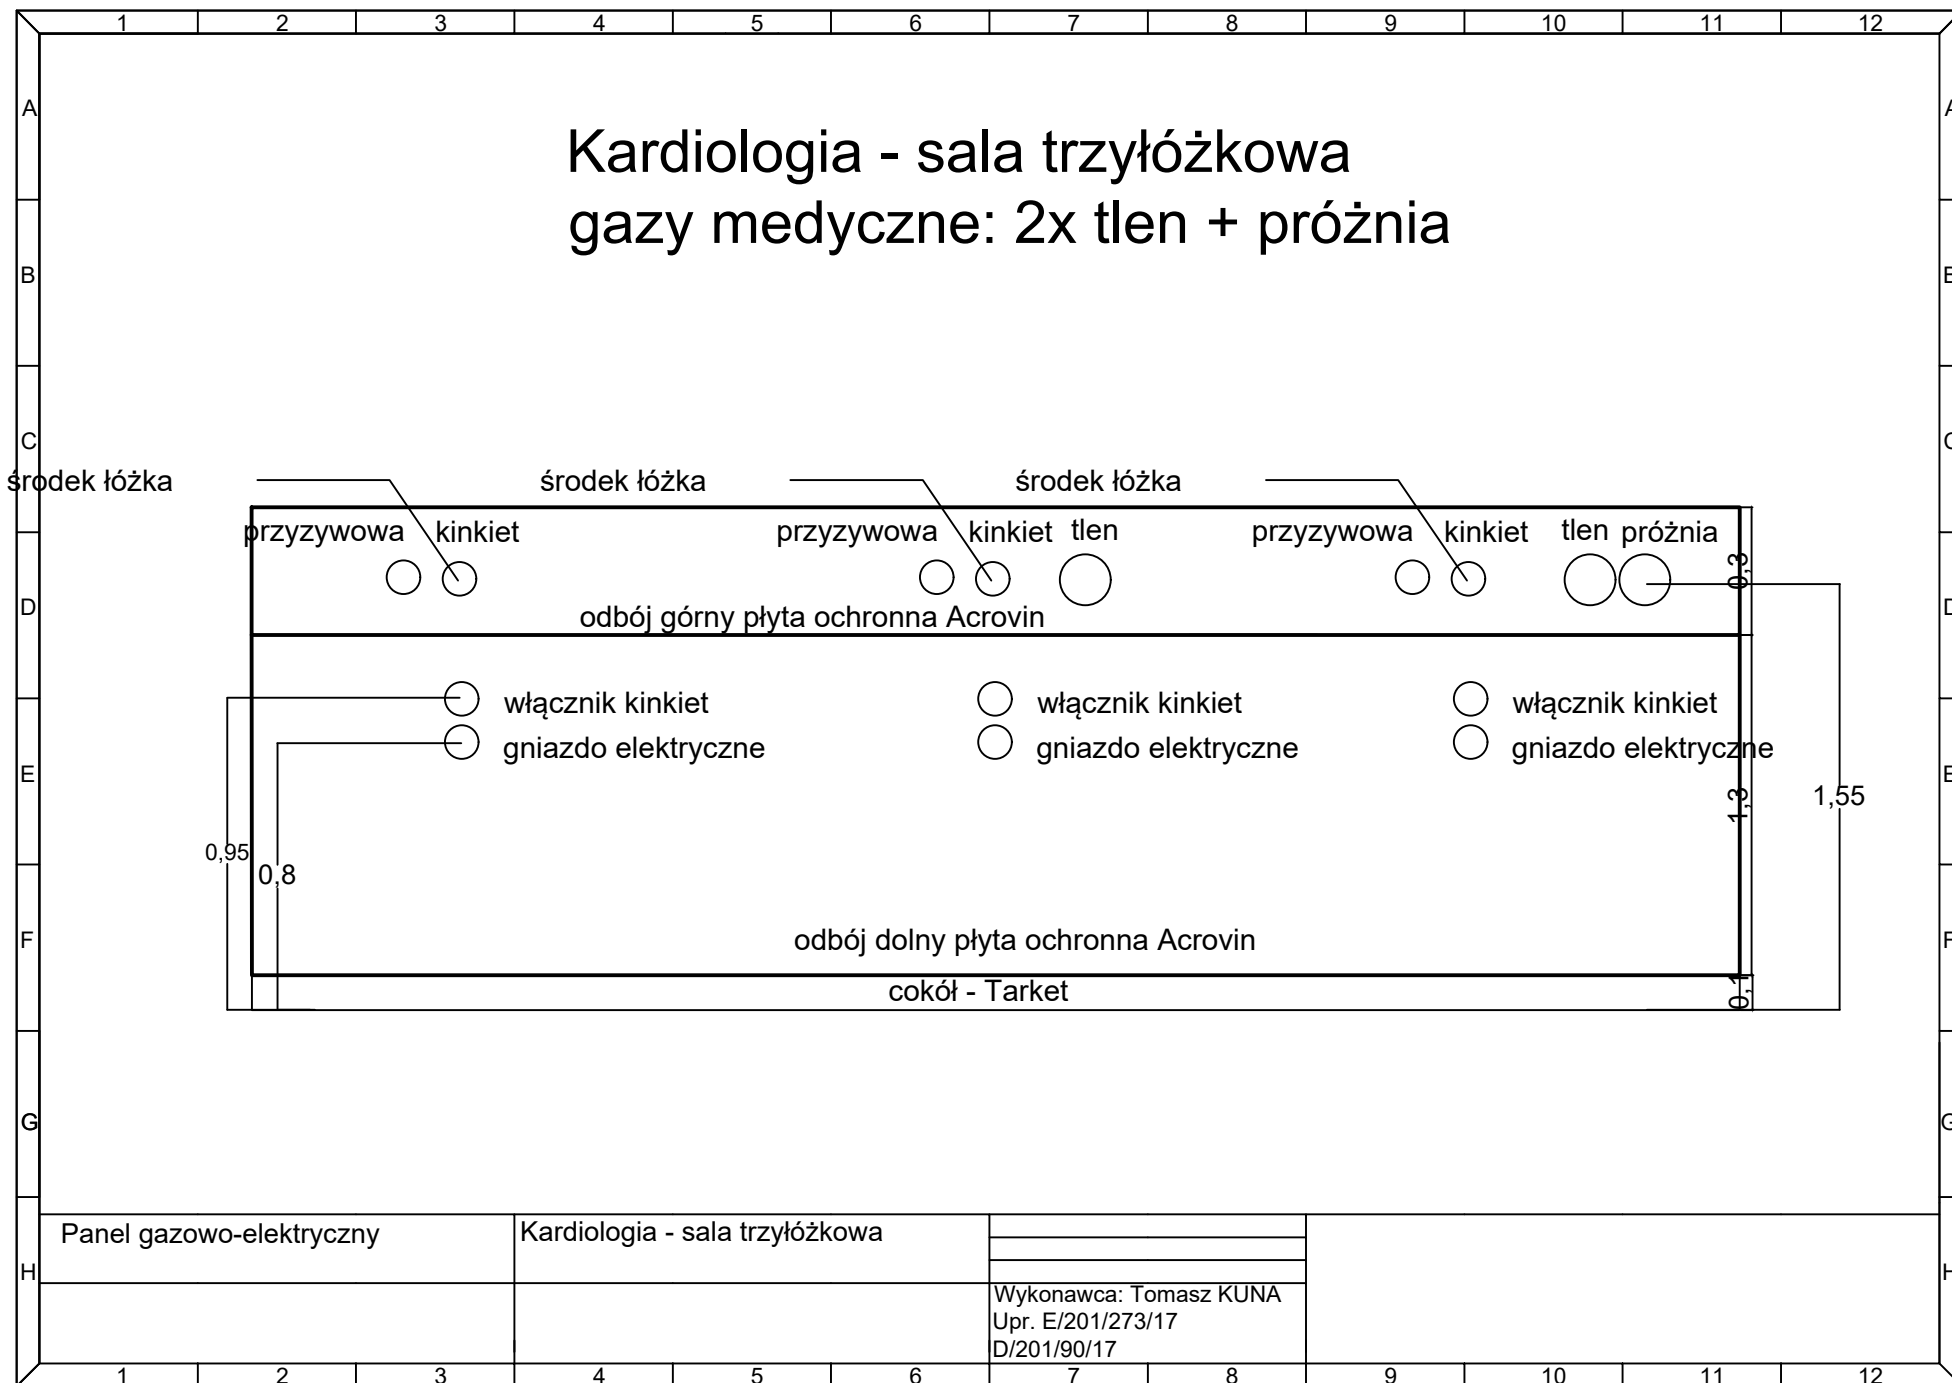 1 2 3 4 5 6 7 8 9 10 11 12
A A
Kardiologia - sala trzyłóżkowa
gazy medyczne: 2x tlen + próżnia
B B
C C
środek łóżka środek łóżka środek łóżka
przyzywowa kinkiet przyzywowa kinkiet tlen przyzywowa kinkiet tlen próżnia
0,3
D D
odbój górny płyta ochronna Acrovin
włącznik kinkiet włącznik kinkiet włącznik kinkiet
gniazdo elektryczne gniazdo elektryczne gniazdo elektryczne
E E
1,3 1,55
0,95
0,8
F F
odbój dolny płyta ochronna Acrovin
cokół - Tarket 0,1
G G
Panel gazowo-elektryczny Kardiologia - sala trzyłóżkowa
H H
Wykonawca: Tomasz KUNA
Upr. E/201/273/17
D/201/90/17
1 2 3 4 5 6 7 8 9 10 11 12